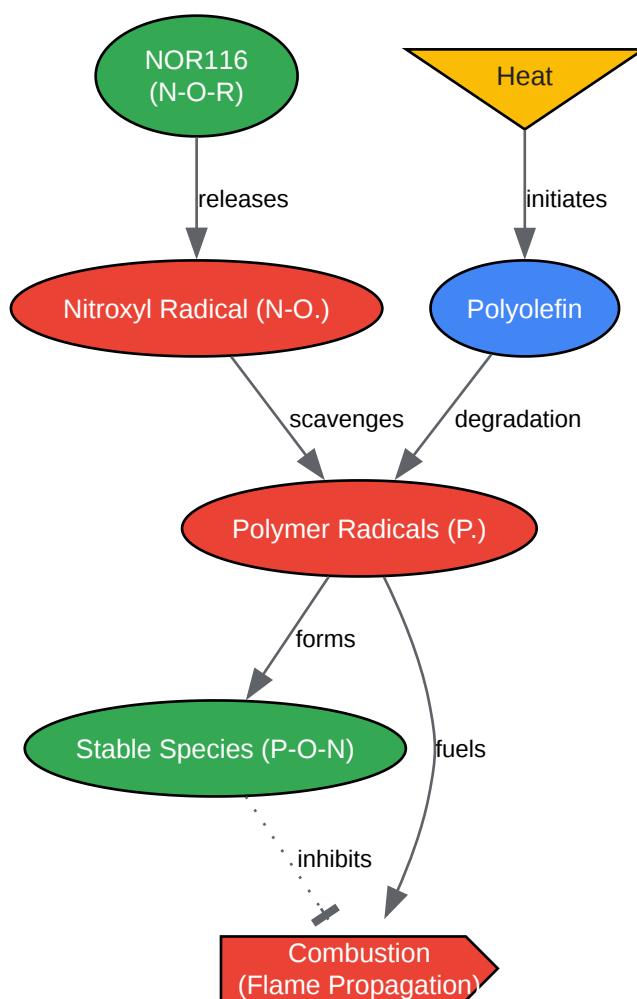 NOR116
(N-O-R)
Heat
releases
initiates
Nitroxyl Radical (N-O.)
Polyolefin
scavenges
degradation
Polymer Radicals (P.)
forms
Stable Species (P-O-N)
fuels
inhibits
Combustion
(Flame Propagation)